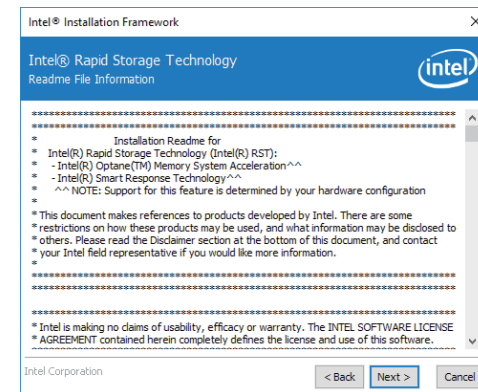 Intel® Installation Framework
Intel® Rapid Storage Technology
Readme File Information
intel
*******************************************************************************
*******************************************************************************
* Installation Readme for
* Intel(R) Rapid Storage Technology (Intel(R) RST):
* - Intel(R) Optane(TM) Memory System Acceleration^^
* - Intel(R) Smart Response Technology^^
* ^^ NOTE: Support for this feature is determined by your hardware configuration
*
* This document makes references to products developed by Intel. There are some
* restrictions on how these products may be used, and what information may be disclosed to
* others. Please read the Disclaimer section at the bottom of this document, and contact
* your Intel field representative if you would like more information.
*
*******************************************************************************
*******************************************************************************
*******************************************************************************
* Intel is making no claims of usability, efficacy or warranty. The INTEL SOFTWARE LICENSE
* AGREEMENT contained herein completely defines the license and use of this software.
*******************************************************************************
Intel Corporation
< Back
Next >
Cancel